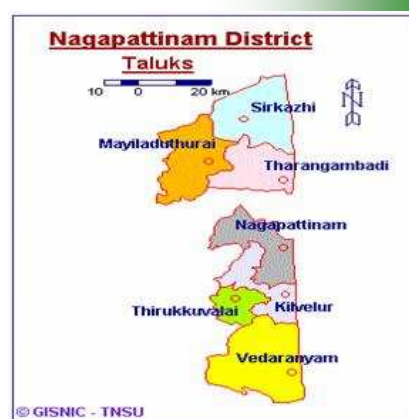 Nagapattinam District
Taluks
10 0 20 km
Sirkazhi
N
Mayiladuthurai
Tharangambadi
Nagapattinam
Thirukkuvalai
Kilvelur
Vedaranyam
© GISNIC - TNSU